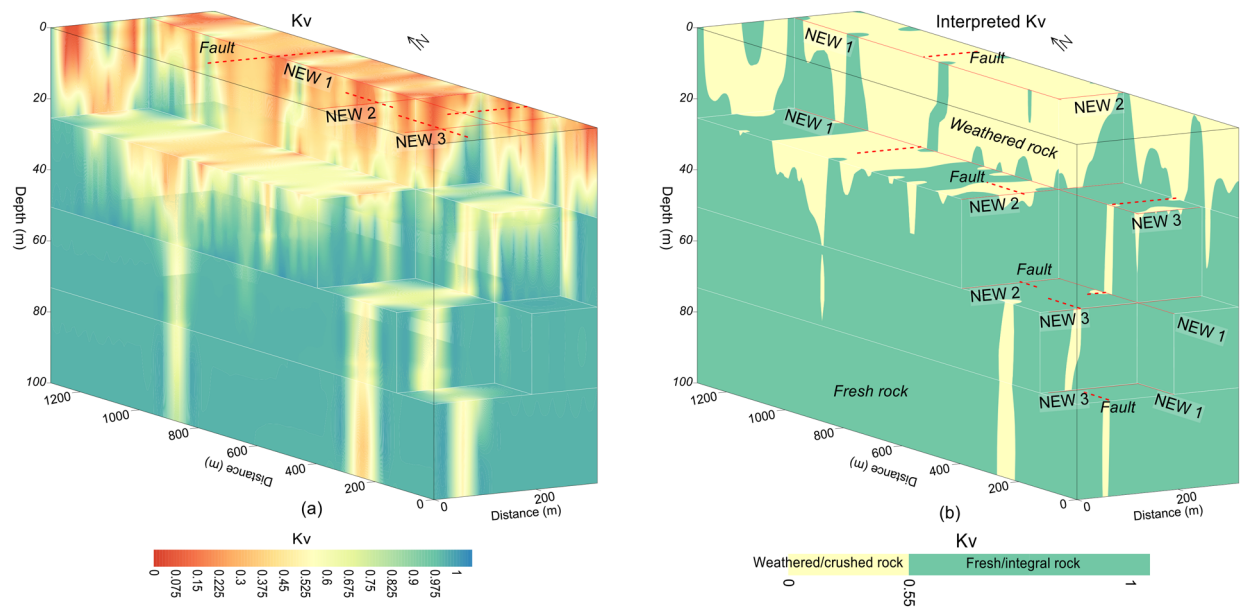 Kv
N
Fault
NEW 1
NEW 2
NEW 3
0
20
40
60
80
100
Depth (m)
1200
1000
800
600
400
200
0
Distance (m)
0
200
Distance (m)
(a)
Kv
0
0.075
0.15
0.225
0.3
0.375
0.45
0.525
0.6
0.675
0.75
0.825
0.9
0.975
1
Interpreted Kv
N
NEW 1
Fault
NEW 2
NEW 1
Weathered rock
Fault
NEW 2
NEW 3
Fault
NEW 2
NEW 3
NEW 1
Fresh rock
NEW 3
NEW 1
Fault
0
20
40
60
80
100
Depth (m)
1200
1000
800
600
400
200
0
Distance (m)
0
200
Distance (m)
(b)
Kv
Weathered/crushed rock
Fresh/integral rock
0
0.55
1